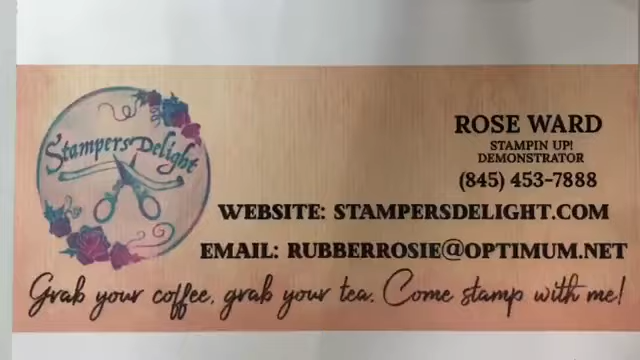 Stampers Delight
ROSE WARD
STAMPIN UP!
DEMONSTRATOR
(845) 453-7888
WEBSITE: STAMPERSDELIGHT.COM
EMAIL: RUBBERROSIE@OPTIMUM.NET
Grab your coffee, grab your tea. Come stamp with me!